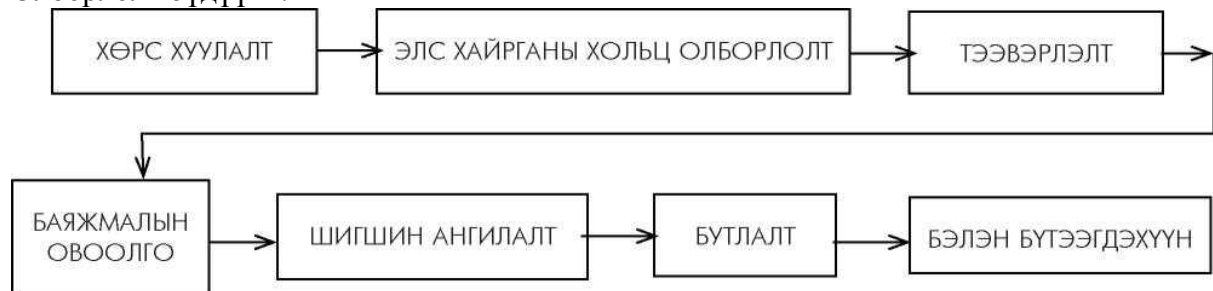 ХӨРС ХУУЛАЛТ
ЭЛС ХАЙРГАНЫ ХОЛЬЦ ОЛБОРЛОЛТ
ТЭЭВЭРЛЭЛТ
БАЯЖМАЛЫН
ОВООЛГО
ШИГШИН АНГИЛАЛТ
БУТЛАЛТ
БЭЛЭН БҮТЭЭГДЭХҮҮН